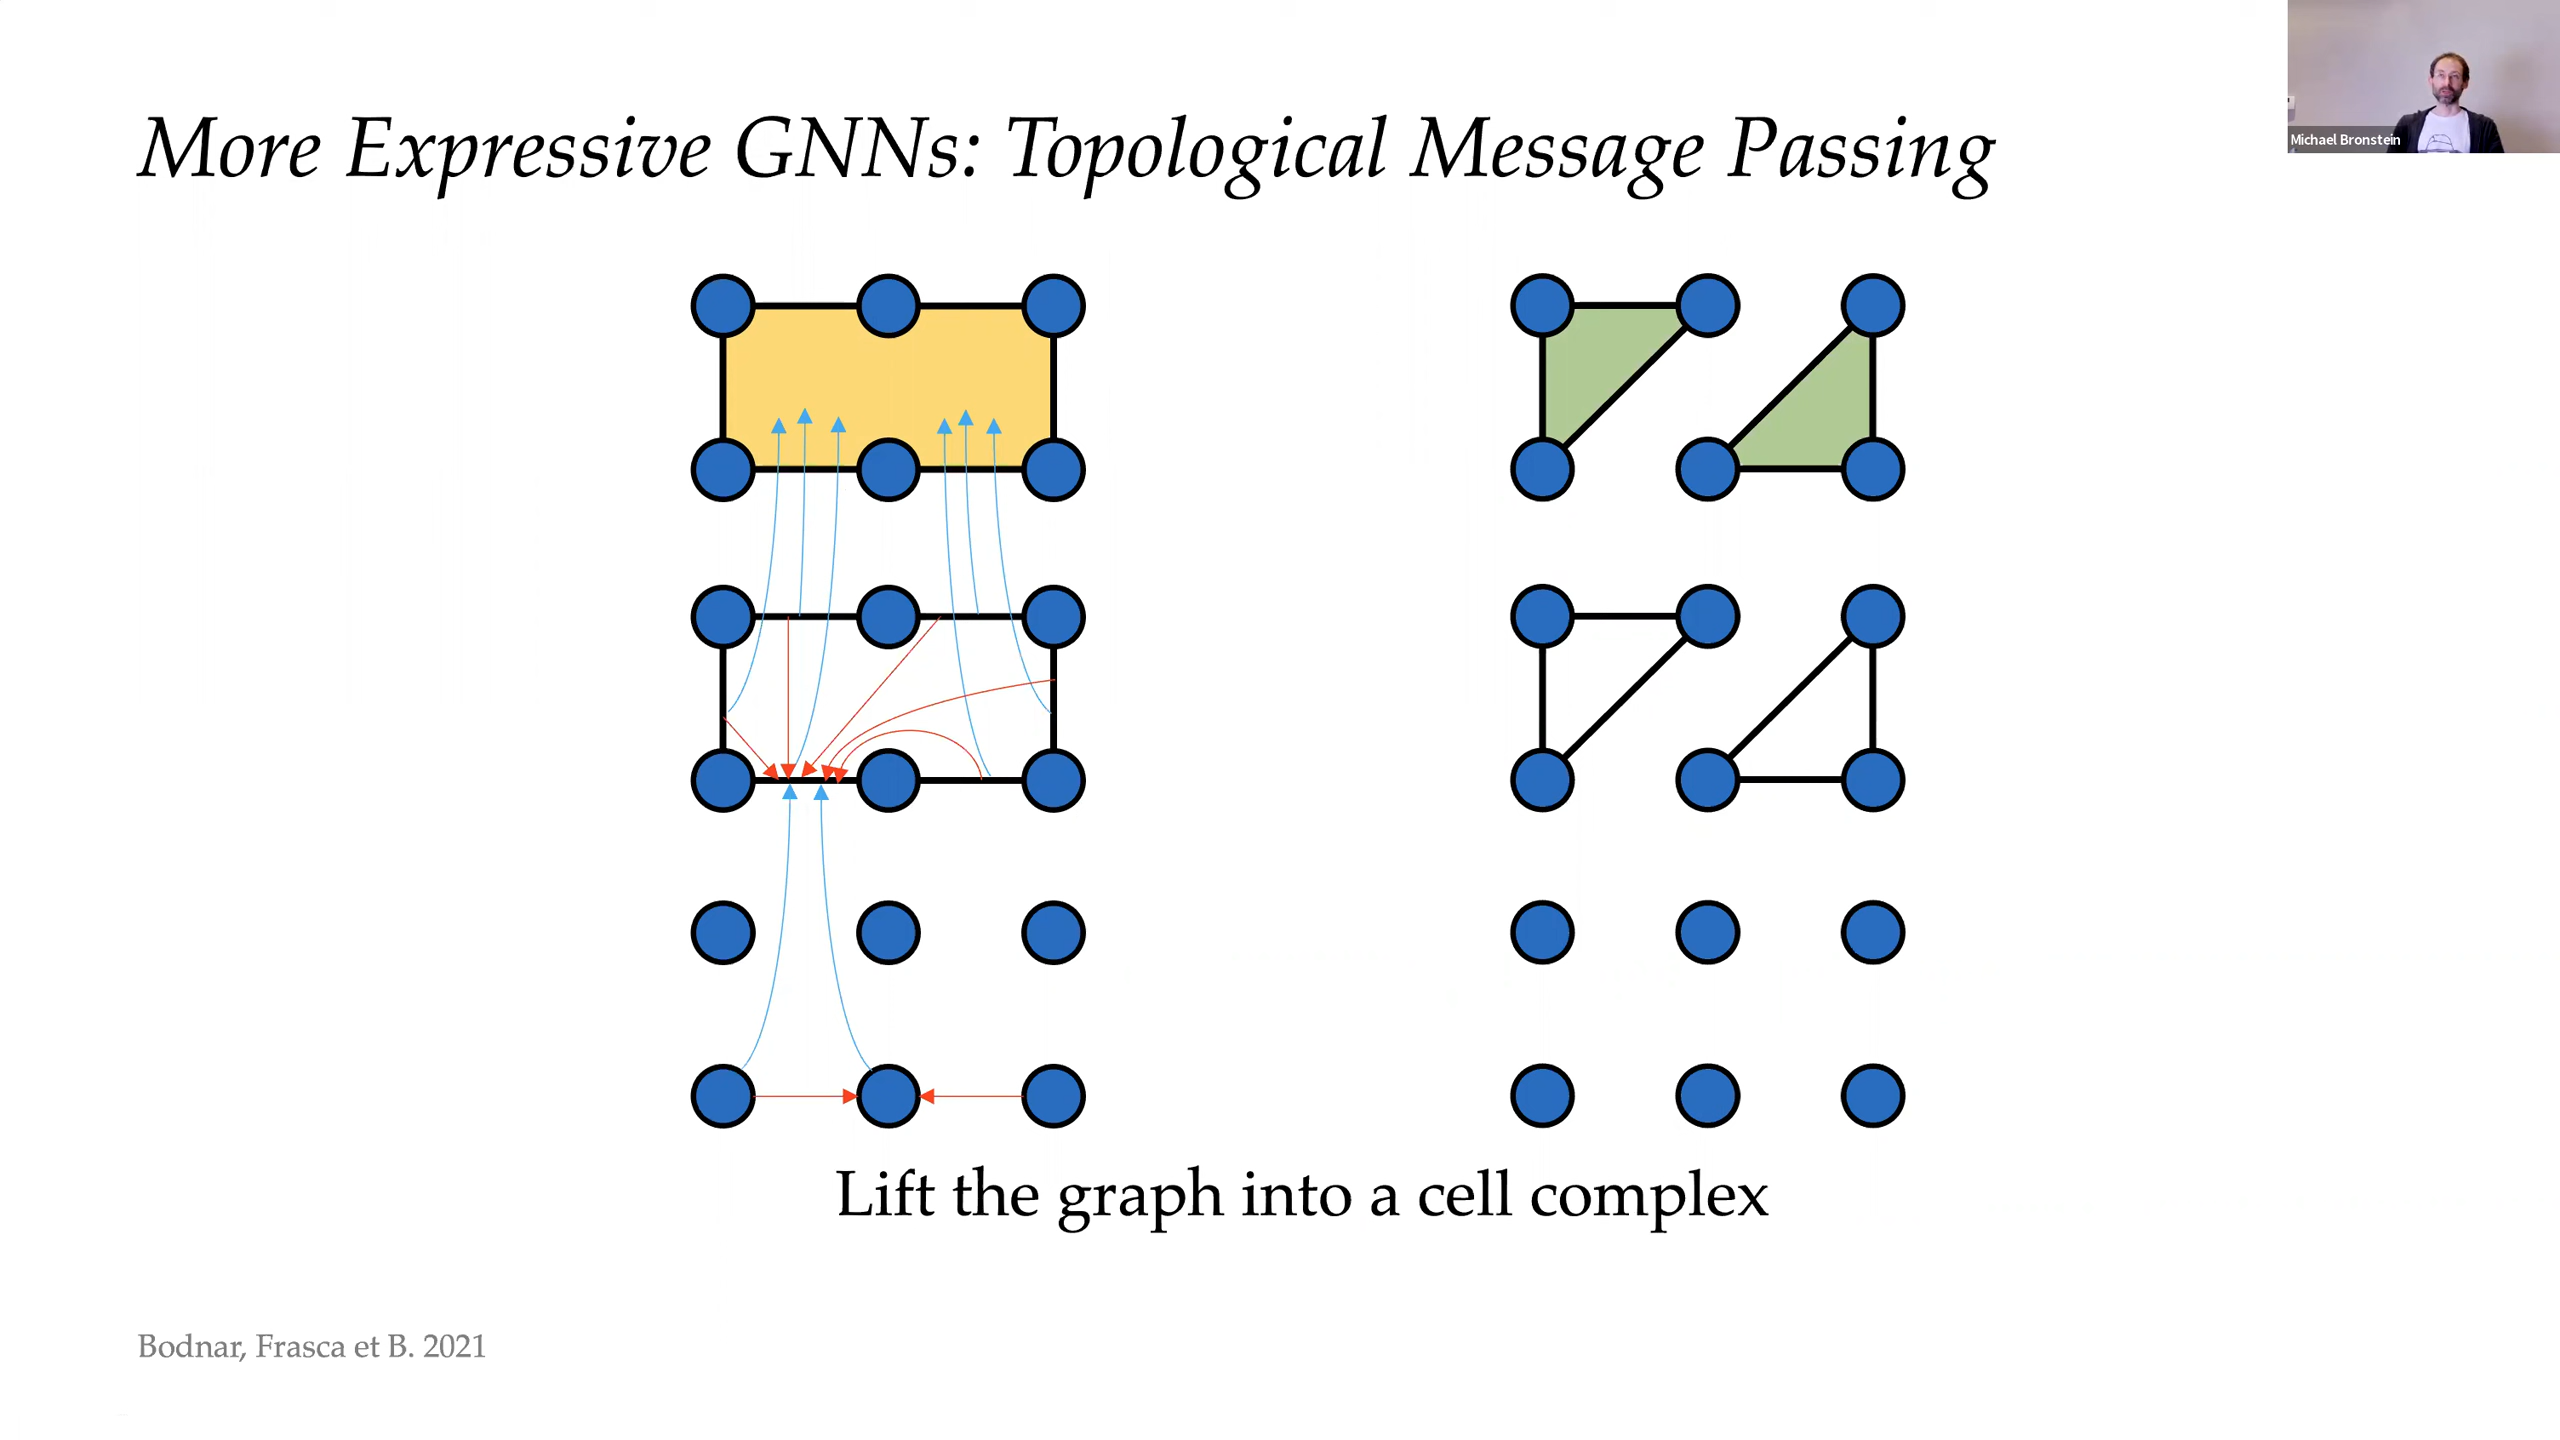 More Expressive GNNs: Topological Message Passing
Michael Bronstein
Lift the graph into a cell complex
Bodnar, Frasca et B. 2021